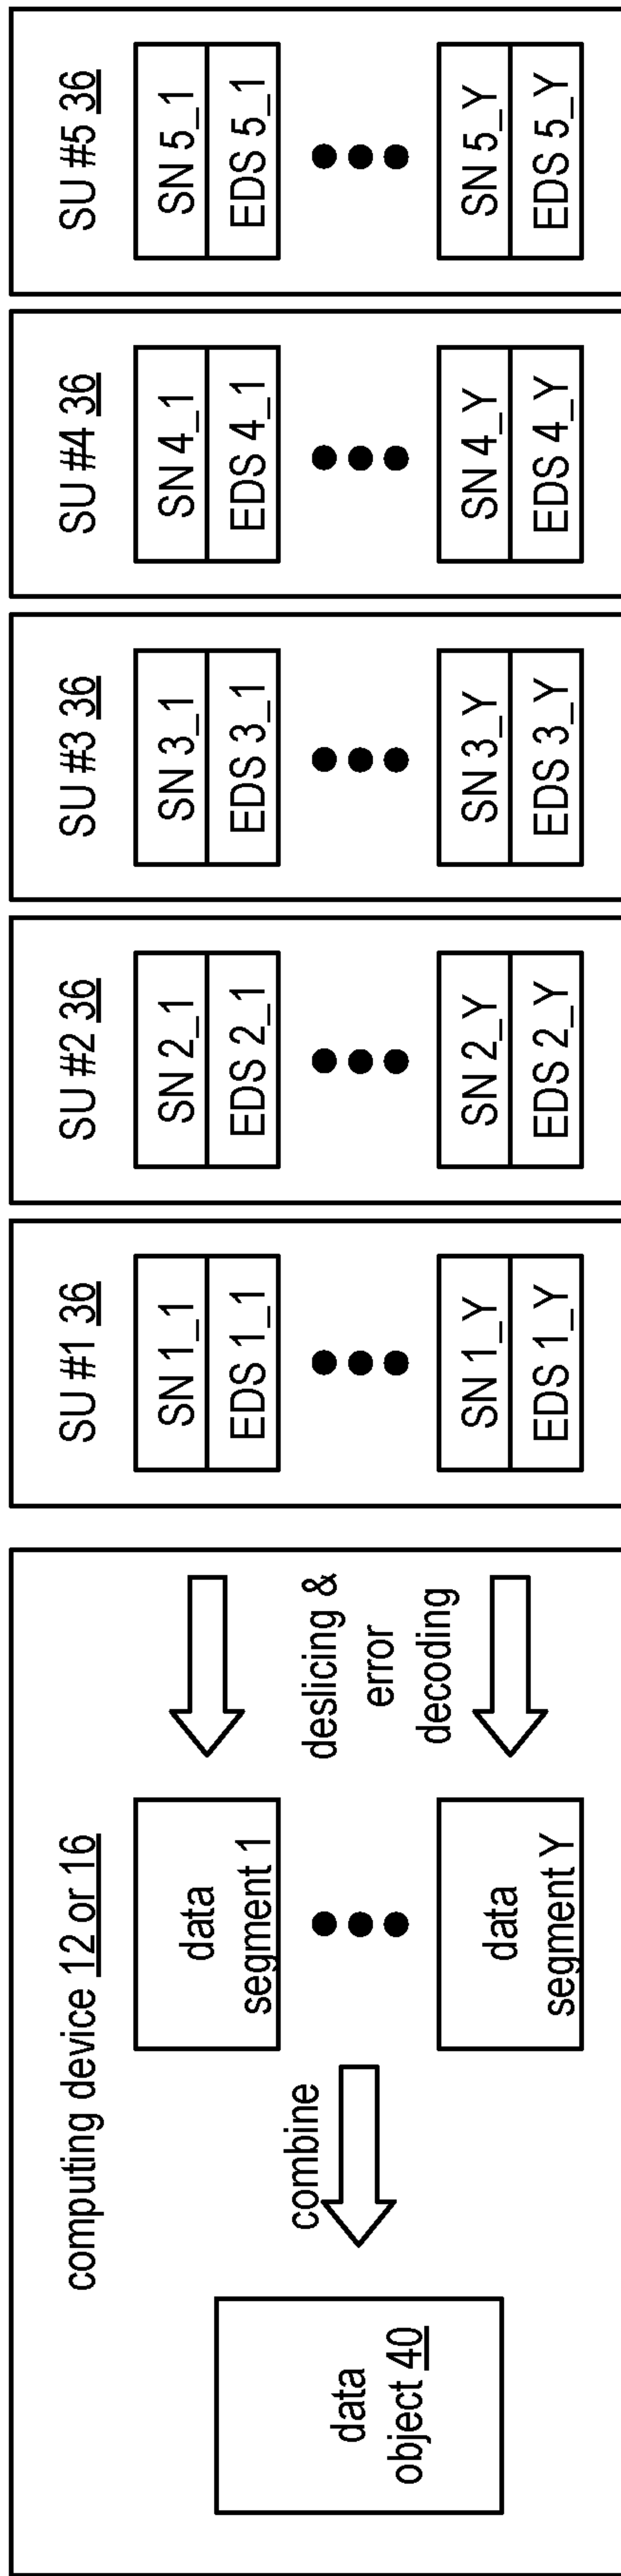 computing device 12 or 16
data
object 40
combine
data
segment 1
data
segment Y
deslicing &
error
decoding
SU #1 36
SN 1_1
EDS 1_1
SN 1_Y
EDS 1_Y
SU #2 36
SN 2_1
EDS 2_1
SN 2_Y
EDS 2_Y
SU #3 36
SN 3_1
EDS 3_1
SN 3_Y
EDS 3_Y
SU #4 36
SN 4_1
EDS 4_1
SN 4_Y
EDS 4_Y
SU #5 36
SN 5_1
EDS 5_1
SN 5_Y
EDS 5_Y